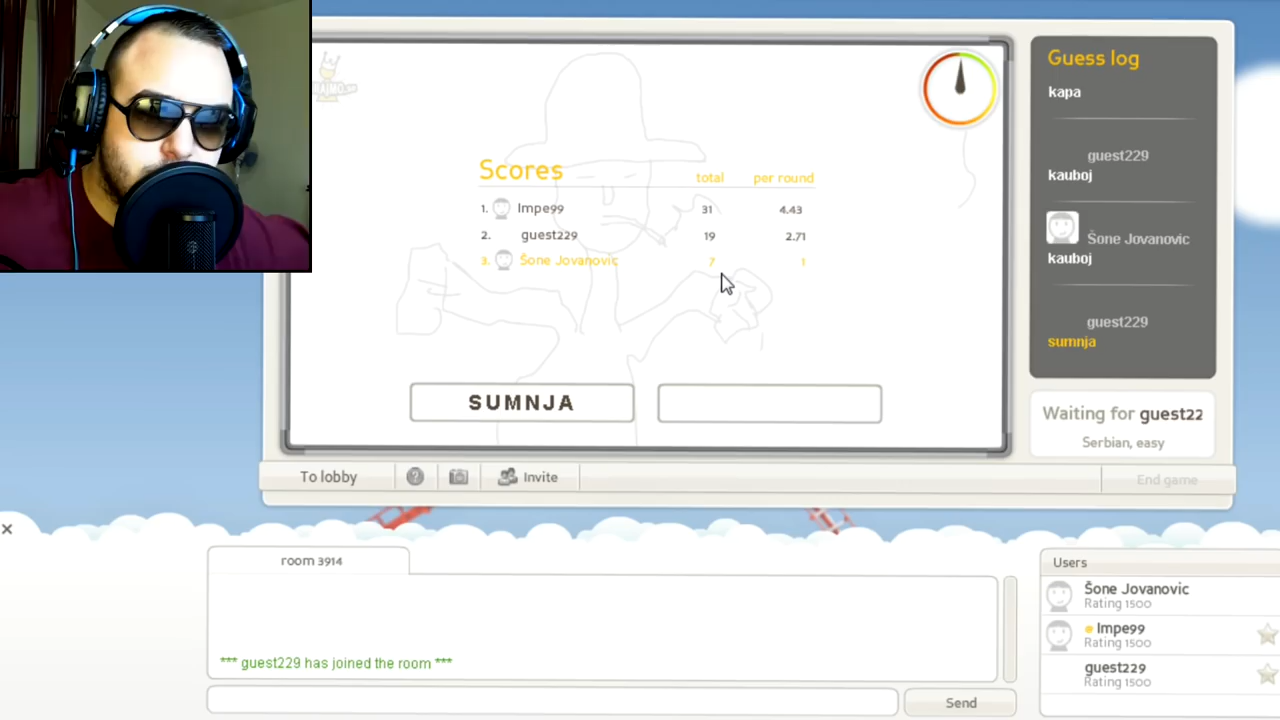 Guess log
kapa
guest229
kauboj
Šone Jovanovic
kauboj
guest229
sumnja
Scores
total per round
1. Impe99 31 4.43
2. guest229 19 2.71
3. Šone Jovanovic 7 1
SUMNJA
Waiting for guest22
Serbian, easy
To lobby
?
Invite
End game
room 3914
*** guest229 has joined the room ***
Send
Users
Šone Jovanovic
Rating 1500
Impe99
Rating 1500
guest229
Rating 1500